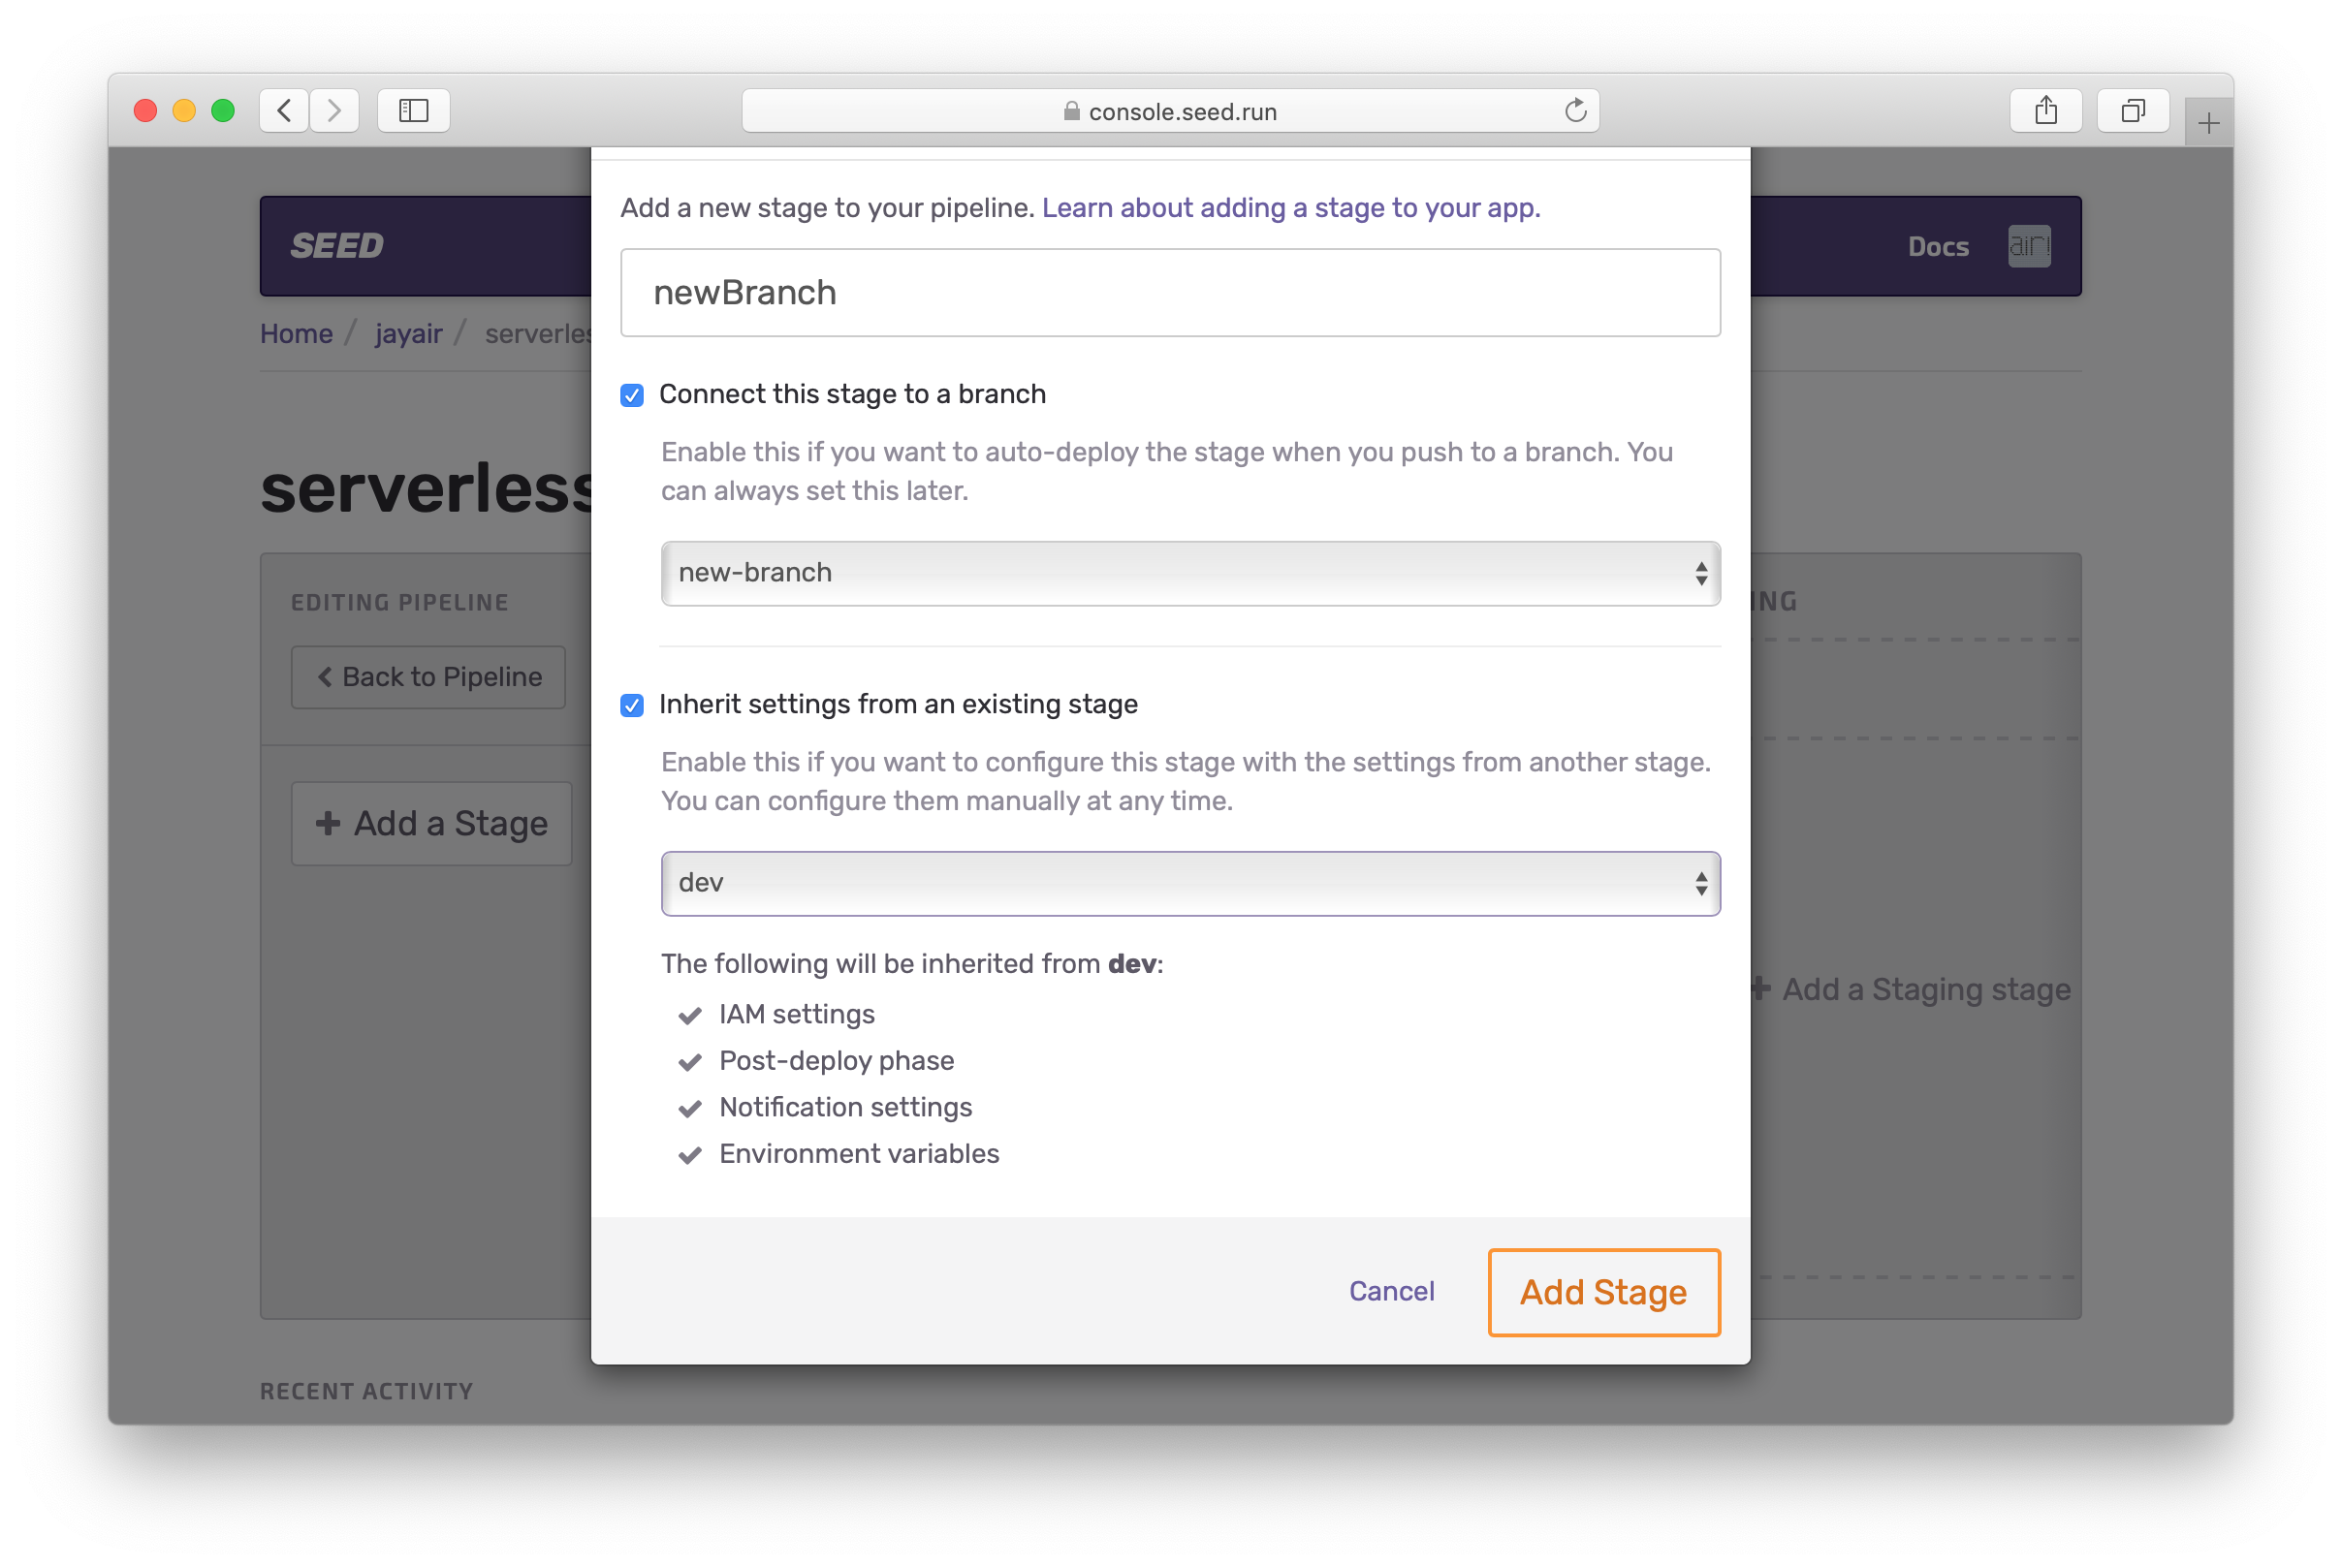 console.seed.run
Add a new stage to your pipeline. Learn about adding a stage to your app.
SEED
Docs
newBranch
Home / jayair /
Connect this stage to a branch
Enable this if you want to auto-deploy the stage when you push to a branch. You
can always set this later.
serverless
new-branch
EDITING PIPELINE
Back to Pipeline
Inherit settings from an existing stage
Enable this if you want to configure this stage with the settings from another stage.
You can configure them manually at any time.
Add a Stage
dev
The following will be inherited from dev:
IAM settings
Post-deploy phase
Notification settings
Environment variables
Add a Staging stage
Cancel
Add Stage
RECENT ACTIVITY